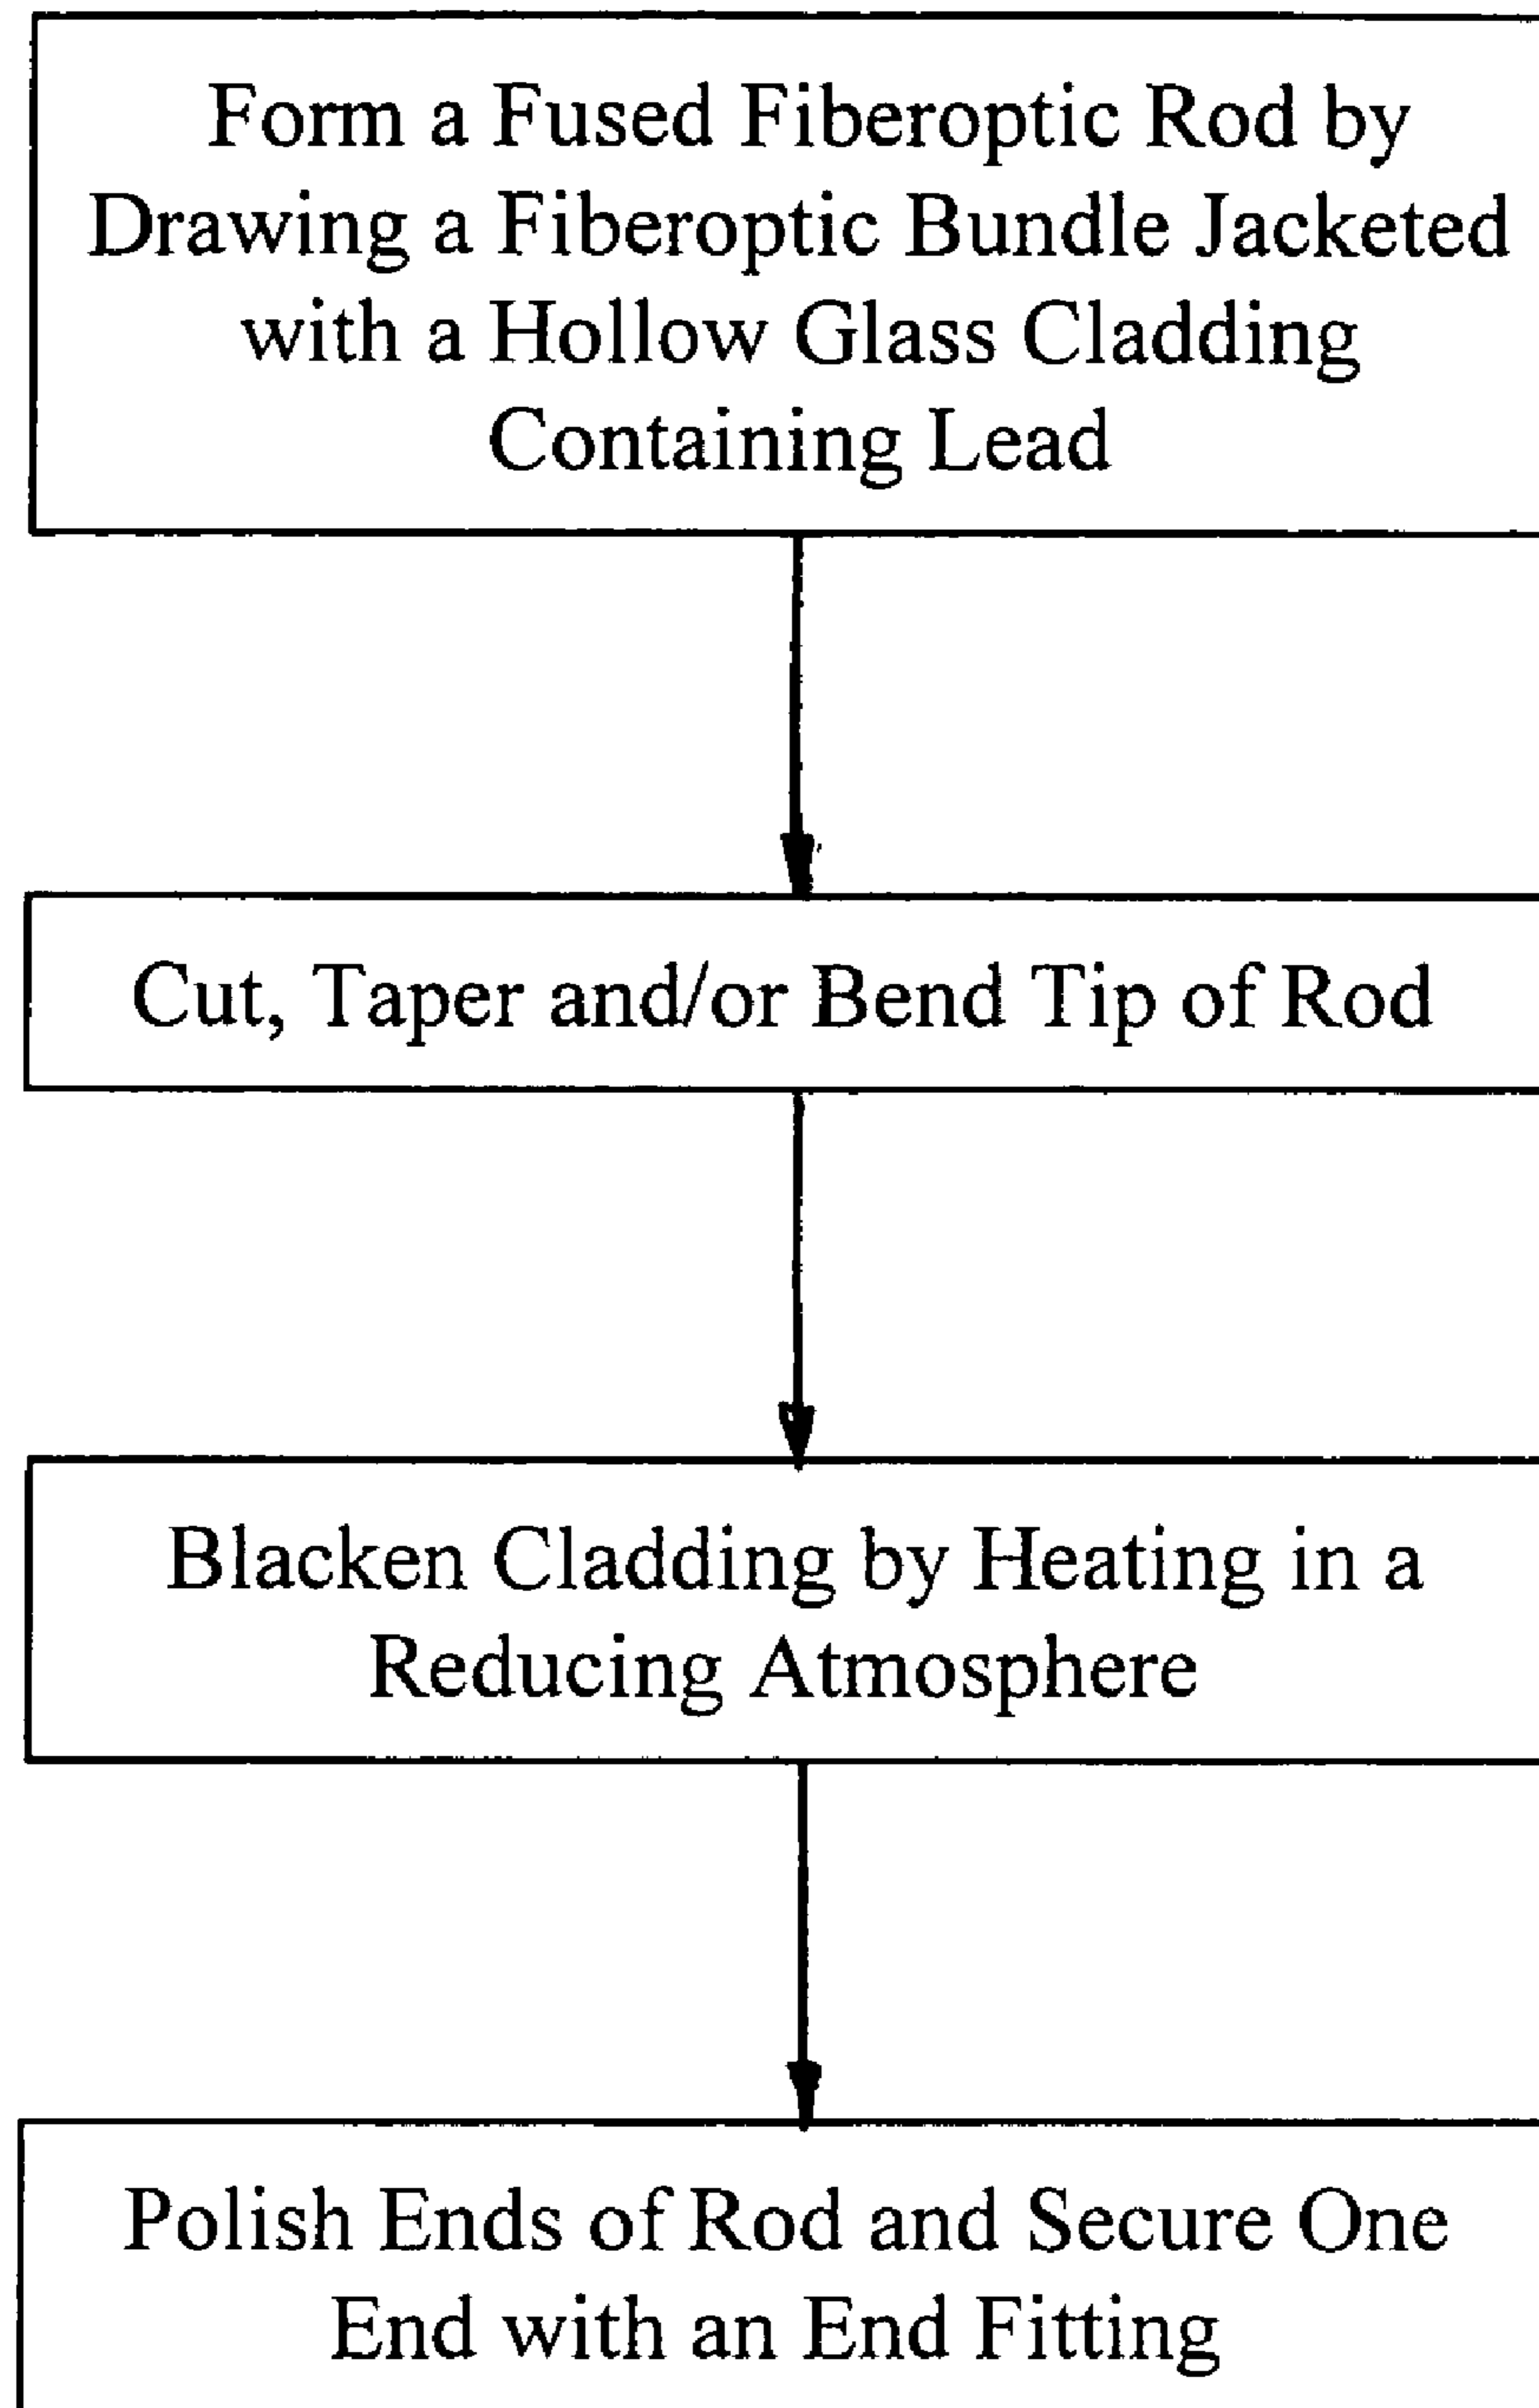 Form a Fused Fiberoptic Rod by
Drawing a Fiberoptic Bundle Jacketed
with a Hollow Glass Cladding
Containing Lead
Cut, Taper and/or Bend Tip of Rod
Blacken Cladding by Heating in a
Reducing Atmosphere
Polish Ends of Rod and Secure One
End with an End Fitting